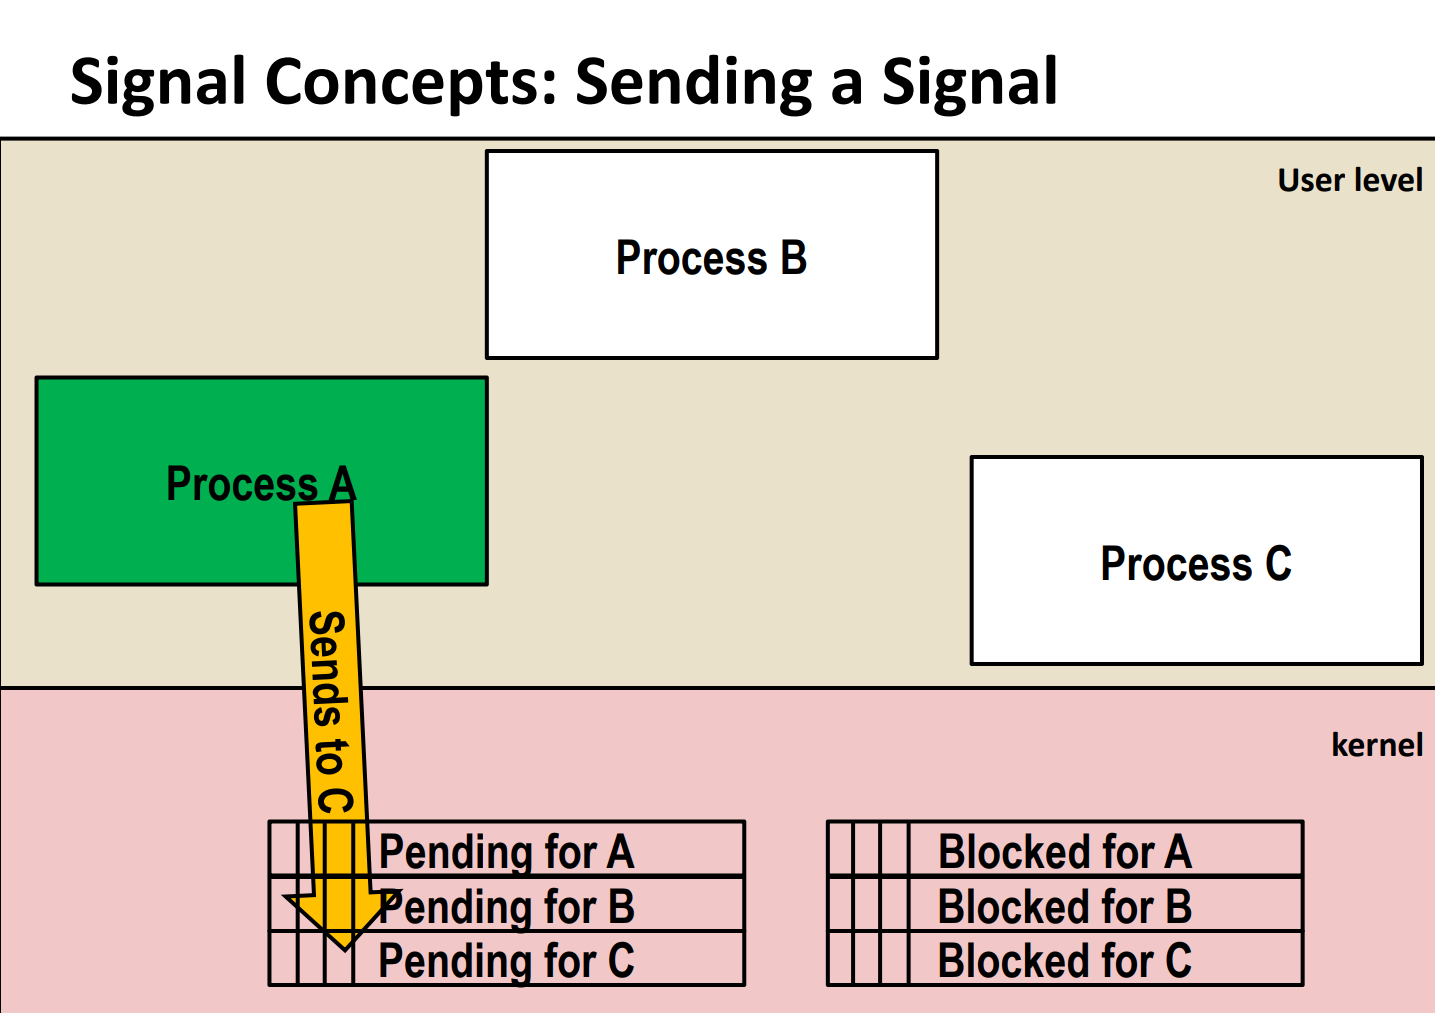 Signal Concepts: Sending a Signal
User level
Process B
Process A
Process C
Sends to C
kernel
Pending for A
Pending for B
Pending for C
Blocked for A
Blocked for B
Blocked for C